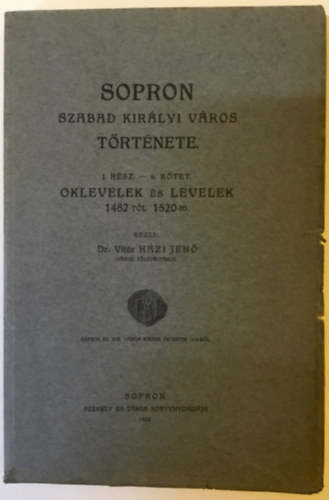 SOPRON
SZABAD KIRÁLYI VÁROS
TÖRTÉNETE.
I. RÉSZ. — 6. KÖTET.
OKLEVELEK ÉS LEVELEK
1482-TŐL 1520-IG.
KÖZLI:
Dr. Vitéz HÁZI JENŐ
SOPRON